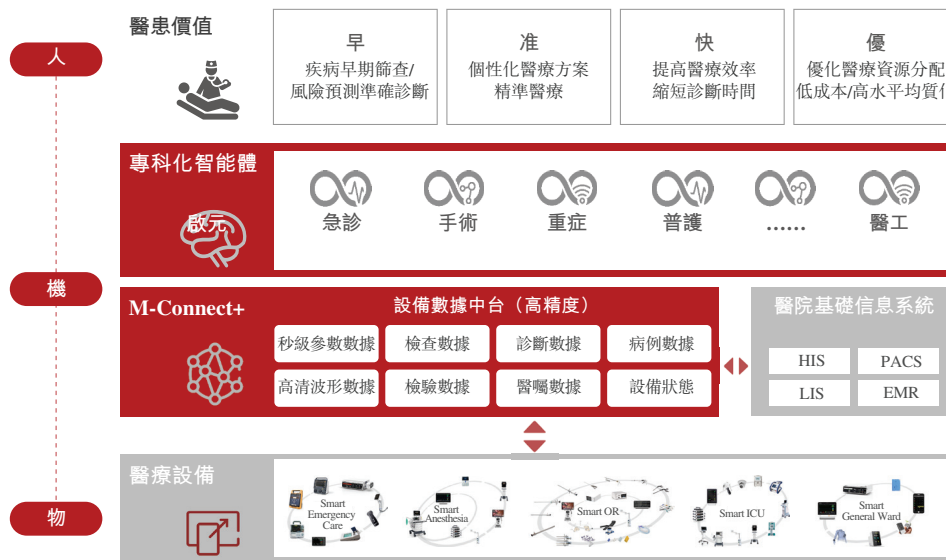 人
醫患價值
早
疾病早期篩查/
風險預測準確診斷
准
個性化醫療方案
精準醫療
快
提高醫療效率
縮短診斷時間
優
優化醫療資源分配
低成本/高水平均質化
專科化智能體
啟元
急診
手術
重症
普護
......
醫工
機
M-Connect+
設備數據中台（高精度）
秒級參數數據
檢查數據
診斷數據
病例數據
高清波形數據
檢驗數據
醫囑數據
設備狀態
醫院基礎信息系統
HIS
PACS
LIS
EMR
物
醫療設備
Smart
Emergency
Care
Smart
Anesthesia
Smart OR
Smart ICU
Smart
General Ward